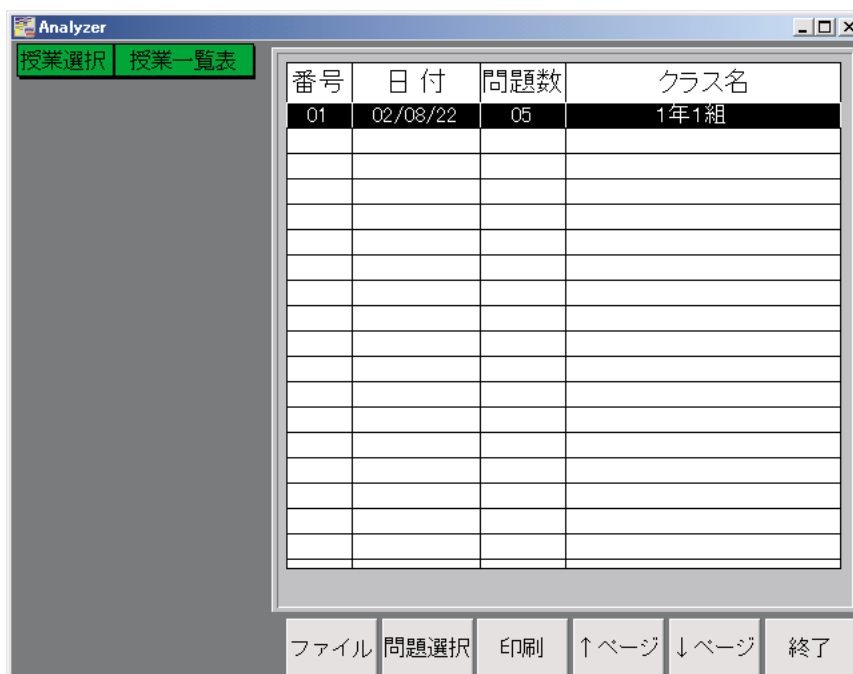 Analyzer
授業選択 授業一覧表
番号 日付 問題数 クラス名
01 02/08/22 05 1年1組
ファイル 問題選択 印刷 ↑ページ ↓ページ 終了